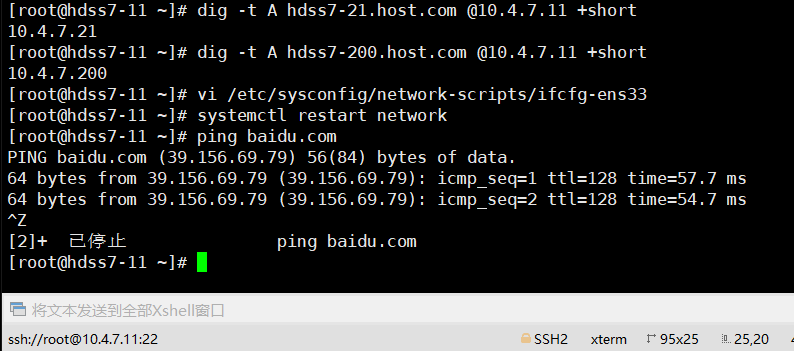 [root@hdss7-11 ~]# dig -t A hdss7-21.host.com @10.4.7.11 +short
10.4.7.21
[root@hdss7-11 ~]# dig -t A hdss7-200.host.com @10.4.7.11 +short
10.4.7.200
[root@hdss7-11 ~]# vi /etc/sysconfig/network-scripts/ifcfg-ens33
[root@hdss7-11 ~]# systemctl restart network
[root@hdss7-11 ~]# ping baidu.com
PING baidu.com (39.156.69.79) 56(84) bytes of data.
64 bytes from 39.156.69.79 (39.156.69.79): icmp_seq=1 ttl=128 time=57.7 ms
64 bytes from 39.156.69.79 (39.156.69.79): icmp_seq=2 ttl=128 time=54.7 ms
^Z
[2]+  已停止               ping baidu.com
[root@hdss7-11 ~]#
将文本发送到全部Xshell窗口
ssh://root@10.4.7.11:22 SSH2 xterm 95x25 25,20